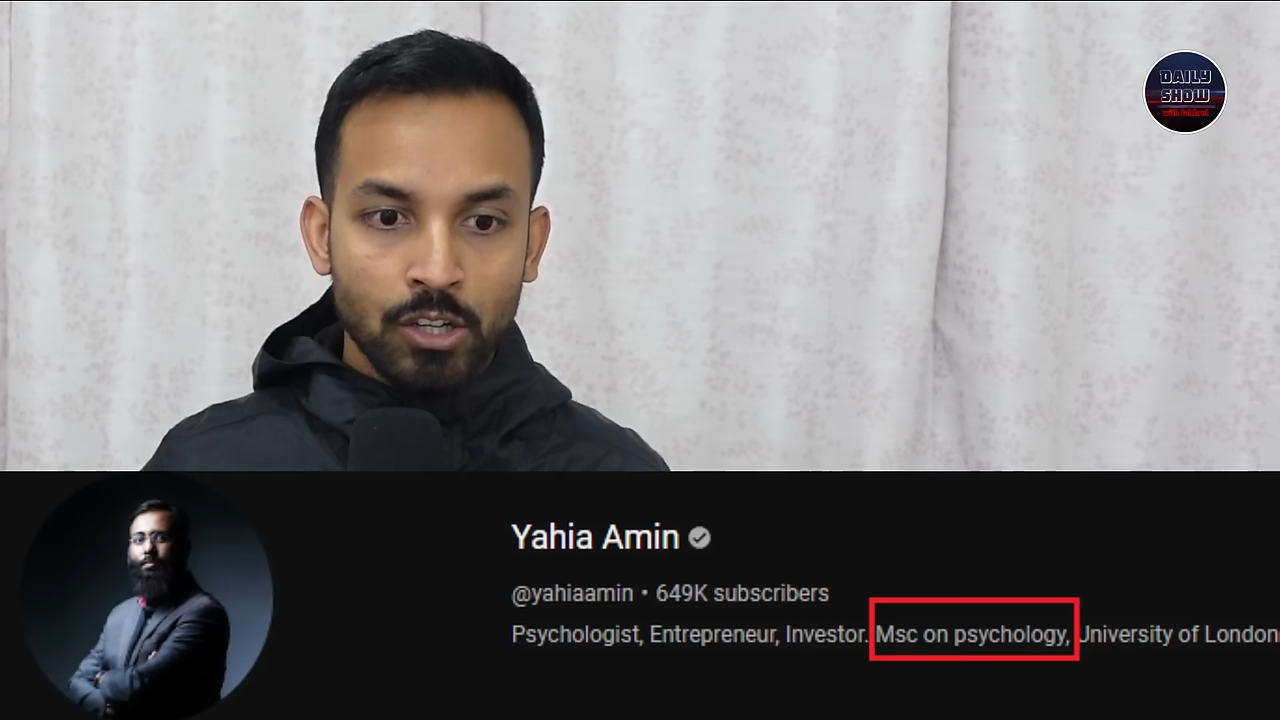 DAILY
SHOW
Yahia Amin
@yahiaamin • 649K subscribers
Psychologist, Entrepreneur, Investor. Msc on psychology, University of London